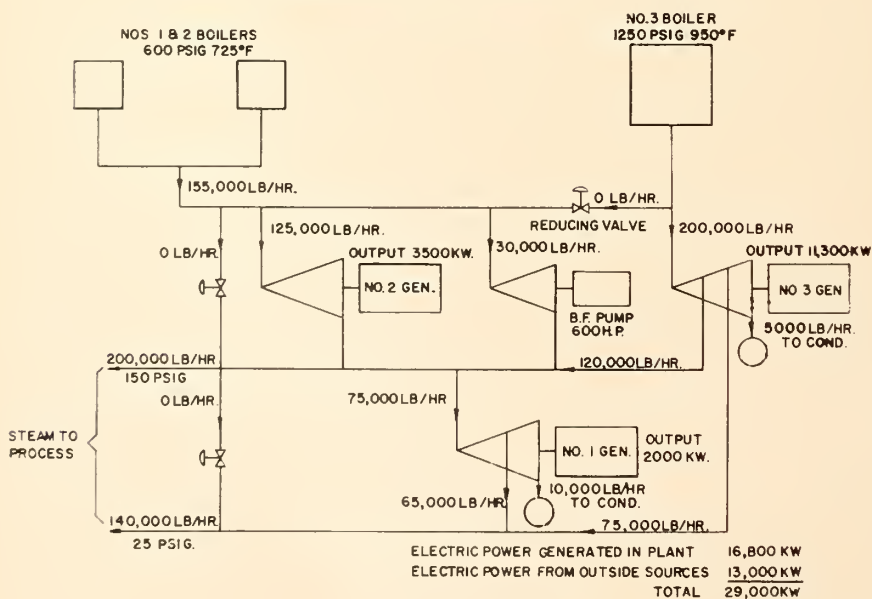 NOS 1 & 2 BOILERS
600 PSIG 725°F
NO. 3 BOILER
1250 PSIG 950°F
155,000 LB/HR.
0 LB/HR.
REDUCING VALVE
200,000 LB/HR
0 LB/HR.
125,000 LB/HR.
OUTPUT 3500 KW.
NO. 2 GEN.
30,000 LB/HR.
B.F. PUMP
600 H.P.
OUTPUT 11,300 KW
NO 3 GEN
5000 LB/HR.
TO COND.
200,000 LB/HR.
150 PSIG
120,000 LB/HR.
0 LB/HR.
75,000 LB/HR
STEAM TO
PROCESS
NO. 1 GEN.
OUTPUT
2000 KW.
65,000 LB/HR.
10,000 LB/HR
TO COND.
75,000 LB/HR.
140,000 LB/HR.
25 PSIG.
ELECTRIC POWER GENERATED IN PLANT 16,800 KW
ELECTRIC POWER FROM OUTSIDE SOURCES 13,000 KW
TOTAL 29,000 KW